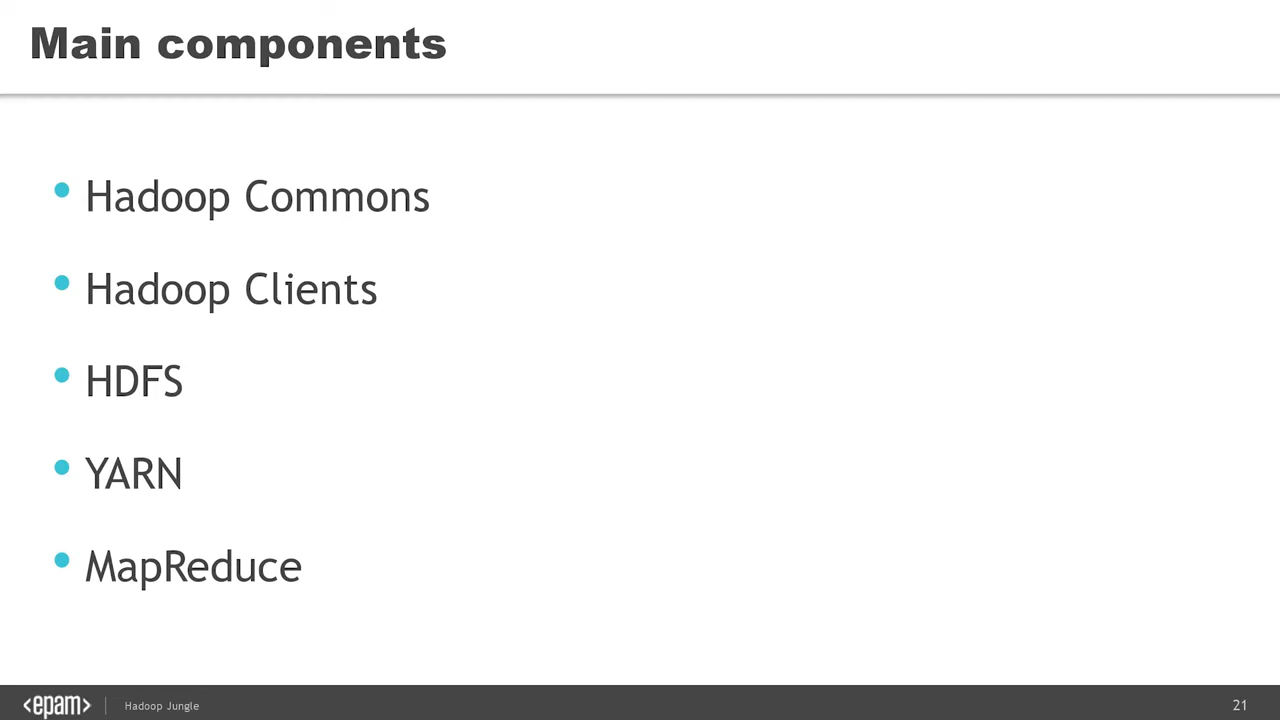 Main components
• Hadoop Commons
• Hadoop Clients
• HDFS
• YARN
• MapReduce
<epam> | Hadoop Jungle 21